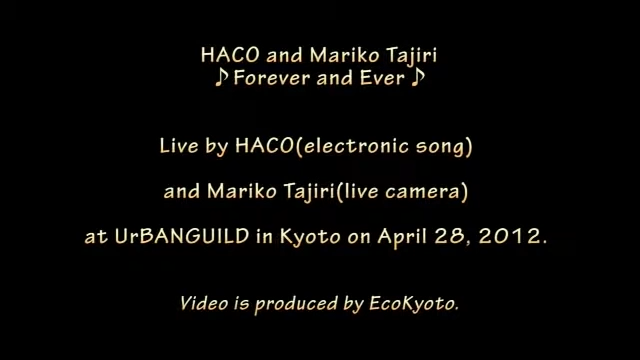 HACO and Mariko Tajiri
♪Forever and Ever♪
Live by HACO(electronic song)
and Mariko Tajiri(live camera)
at UrBANGUILD in Kyoto on April 28, 2012.
Video is produced by EcoKyoto.